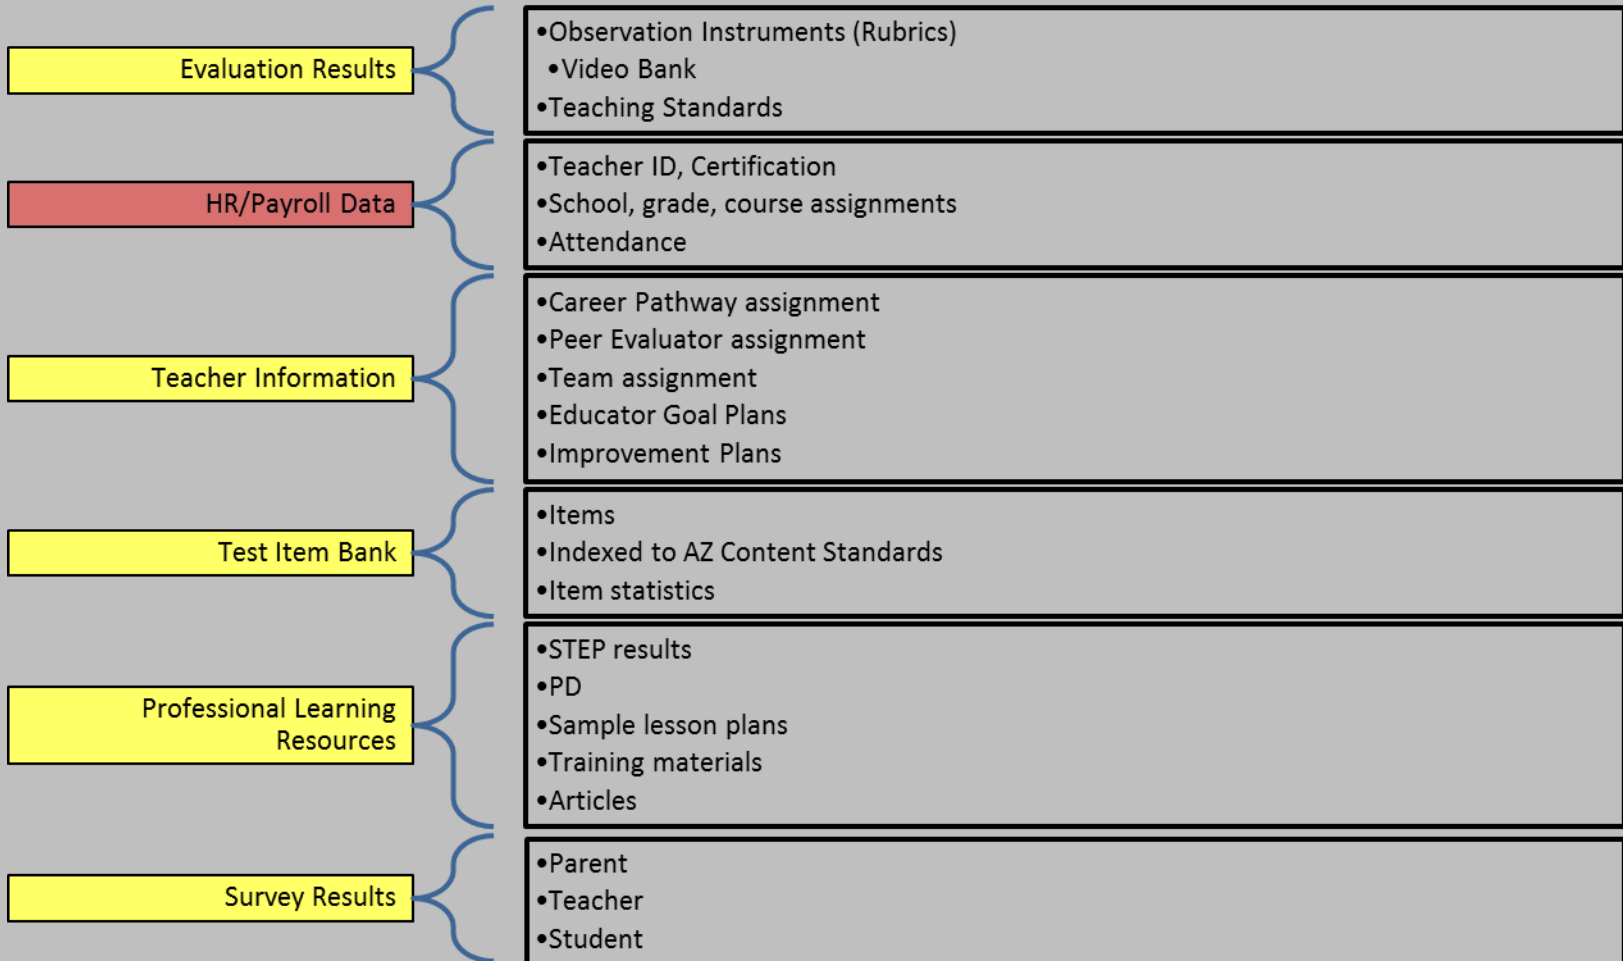 Evaluation Results
•Observation Instruments (Rubrics)
•Video Bank
•Teaching Standards
HR/Payroll Data
•Teacher ID, Certification
•School, grade, course assignments
•Attendance
Teacher Information
•Career Pathway assignment
•Peer Evaluator assignment
•Team assignment
•Educator Goal Plans
•Improvement Plans
Test Item Bank
•Items
•Indexed to AZ Content Standards
•Item statistics
Professional Learning
Resources
•STEP results
•PD
•Sample lesson plans
•Training materials
•Articles
Survey Results
•Parent
•Teacher
•Student